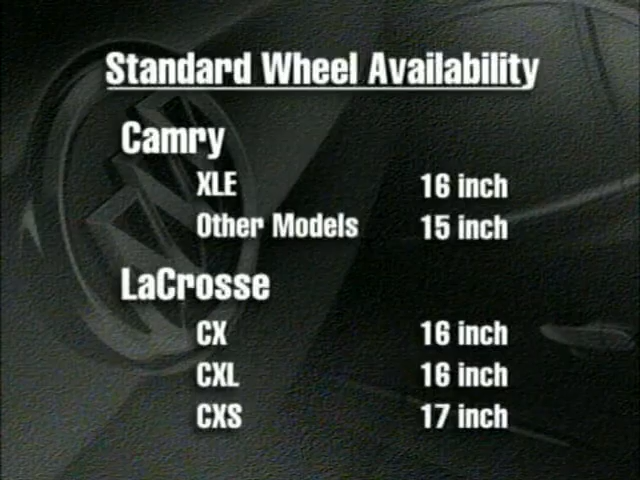 Standard Wheel Availability
Camry
XLE 16 inch
Other Models 15 inch
LaCrosse
CX 16 inch
CXL 16 inch
CXS 17 inch